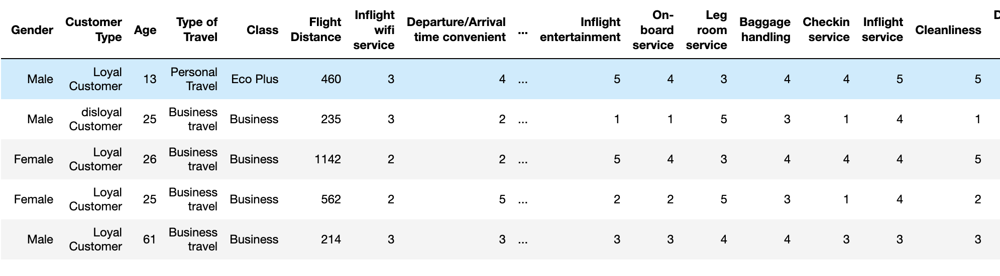 Gender Customer Type Age Type of Travel Class Flight Distance Inflight wifi service Departure/Arrival time convenient ... Inflight entertainment On-board service Leg room service Baggage handling Checkin service Inflight service Cleanliness D
Male Loyal Customer 13 Personal Travel Eco Plus 460 3 4 ... 5 4 3 4 4 5 5
Male disloyal Customer 25 Business travel Business 235 3 2 ... 1 1 5 3 1 4 1
Female Loyal Customer 26 Business travel Business 1142 2 2 ... 5 4 3 4 4 4 5
Female Loyal Customer 25 Business travel Business 562 2 5 ... 2 2 5 3 1 4 2
Male Loyal Customer 61 Business travel Business 214 3 3 ... 3 3 4 4 3 3 3